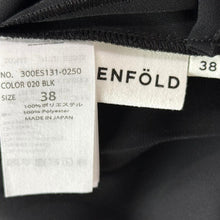 NO. 300ES131-0250
COLOR 020 BLK
SIZE 38
100% ポリエステル
100% Polyester
MADE IN JAPAN
ENFÖLD
38